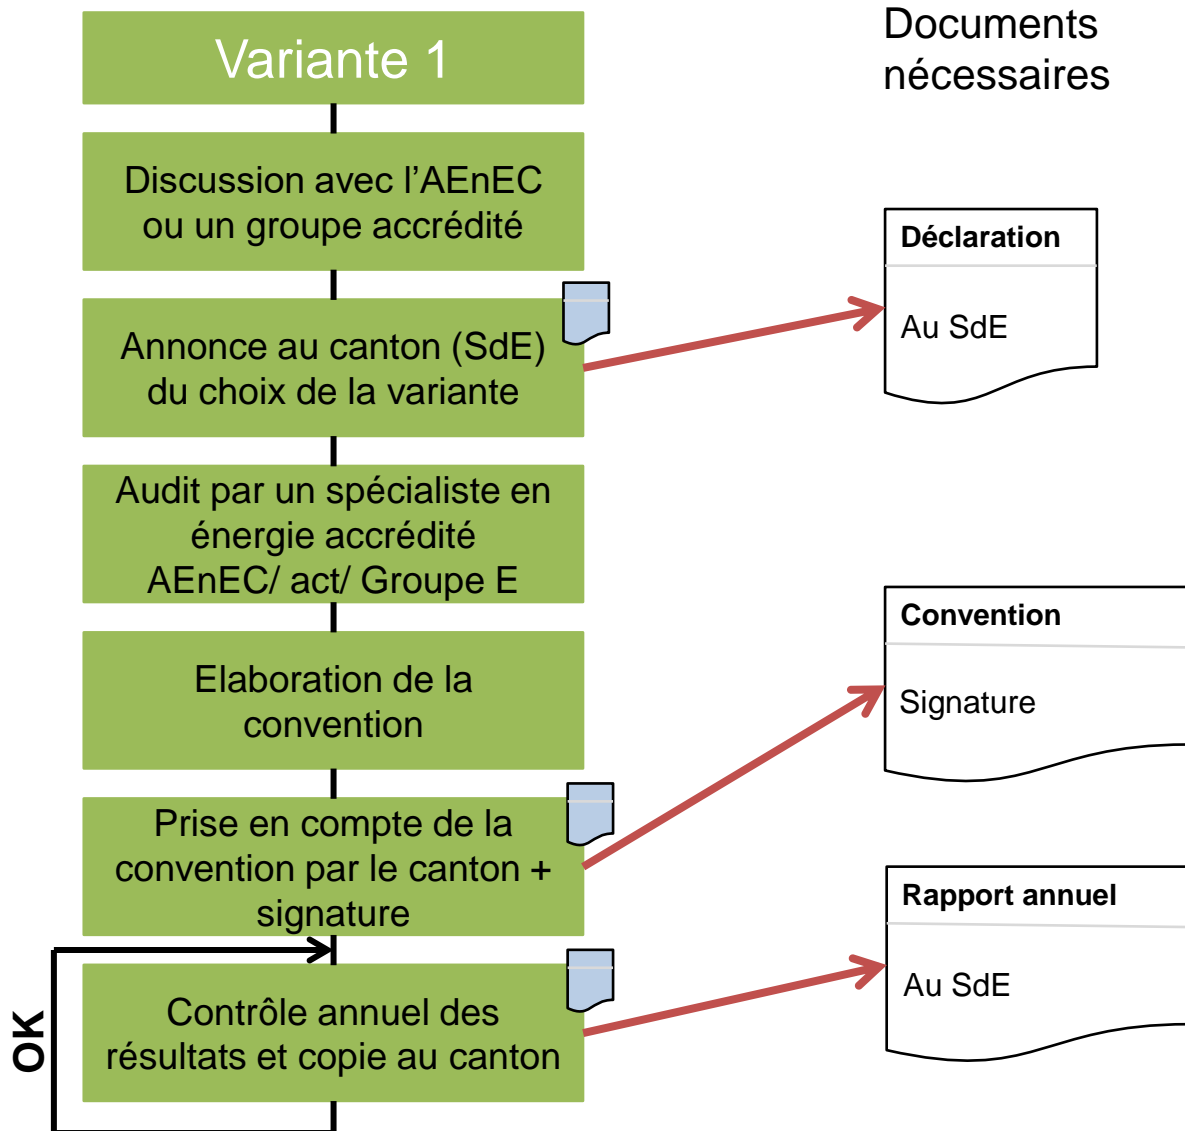 Variante 1
Documents
nécessaires
Discussion avec l’AEnEC
ou un groupe accrédité
Déclaration
Au SdE
Annonce au canton (SdE)
du choix de la variante
Audit par un spécialiste en
énergie accrédité
AEnEC/ act/ Groupe E
Elaboration de la
convention
Convention
Signature
Prise en compte de la
convention par le canton +
signature
Rapport annuel
Au SdE
Contrôle annuel des
résultats et copie au canton
OK